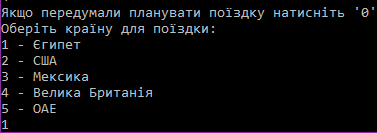 Якщо передумали планувати поїздку натисніть '0'
Оберіть країну для поїздки:
1 - Єгипет
2 - США
3 - Мексика
4 - Велика Британія
5 - ОАЕ
1